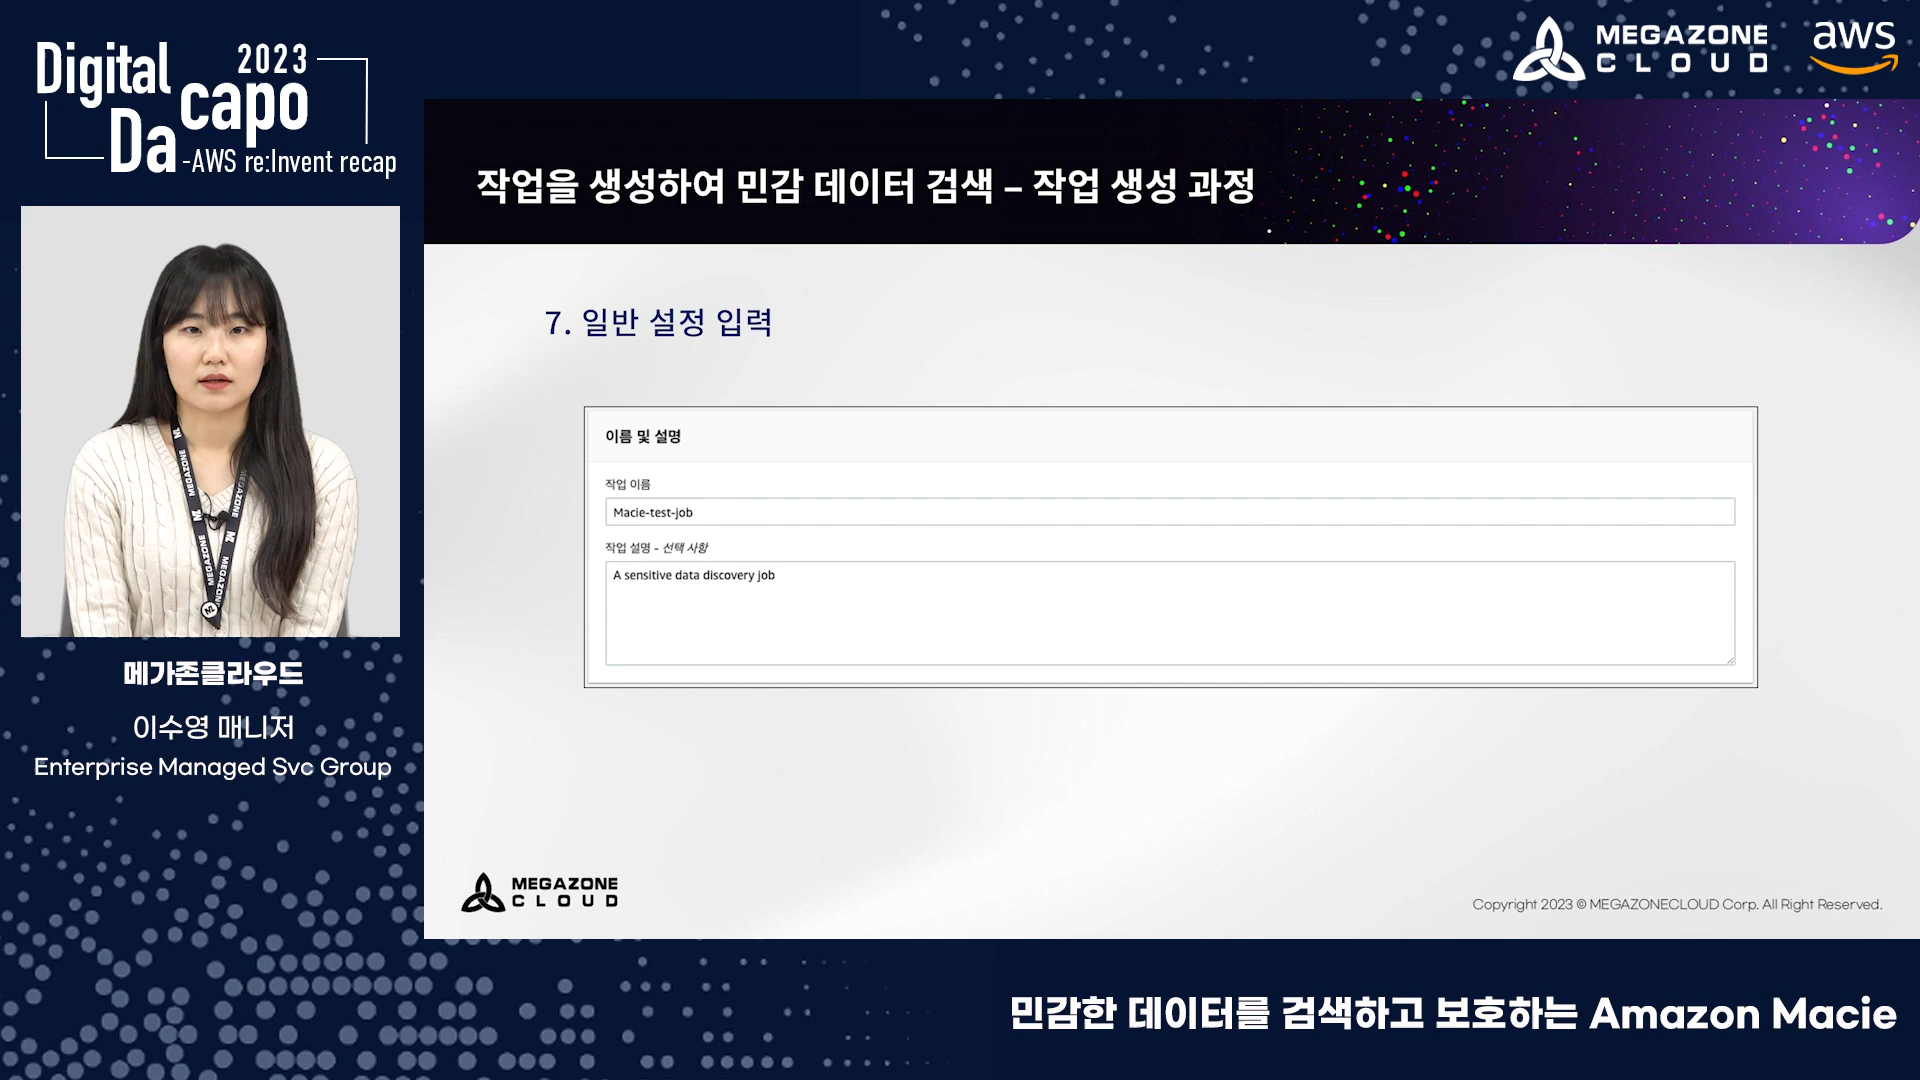 Digital
2023
capo
Da
-AWS re:Invent recap
MEGAZONE
CLOUD
aws
작업을 생성하여 민감 데이터 검색 – 작업 생성 과정
7. 일반 설정 입력
이름 및 설명
작업 이름
Macie-test-job
작업 설명 - 선택 사항
A sensitive data discovery job
MEGAZONE
MEGAZONE
MEGAZONE
MEGAZONE
메가존클라우드
이수영 매니저
Enterprise Managed Svc Group
MEGAZONE
CLOUD
Copyright 2023 © MEGAZONECLOUD Corp. All Right Reserved.
민감한 데이터를 검색하고 보호하는 Amazon Macie